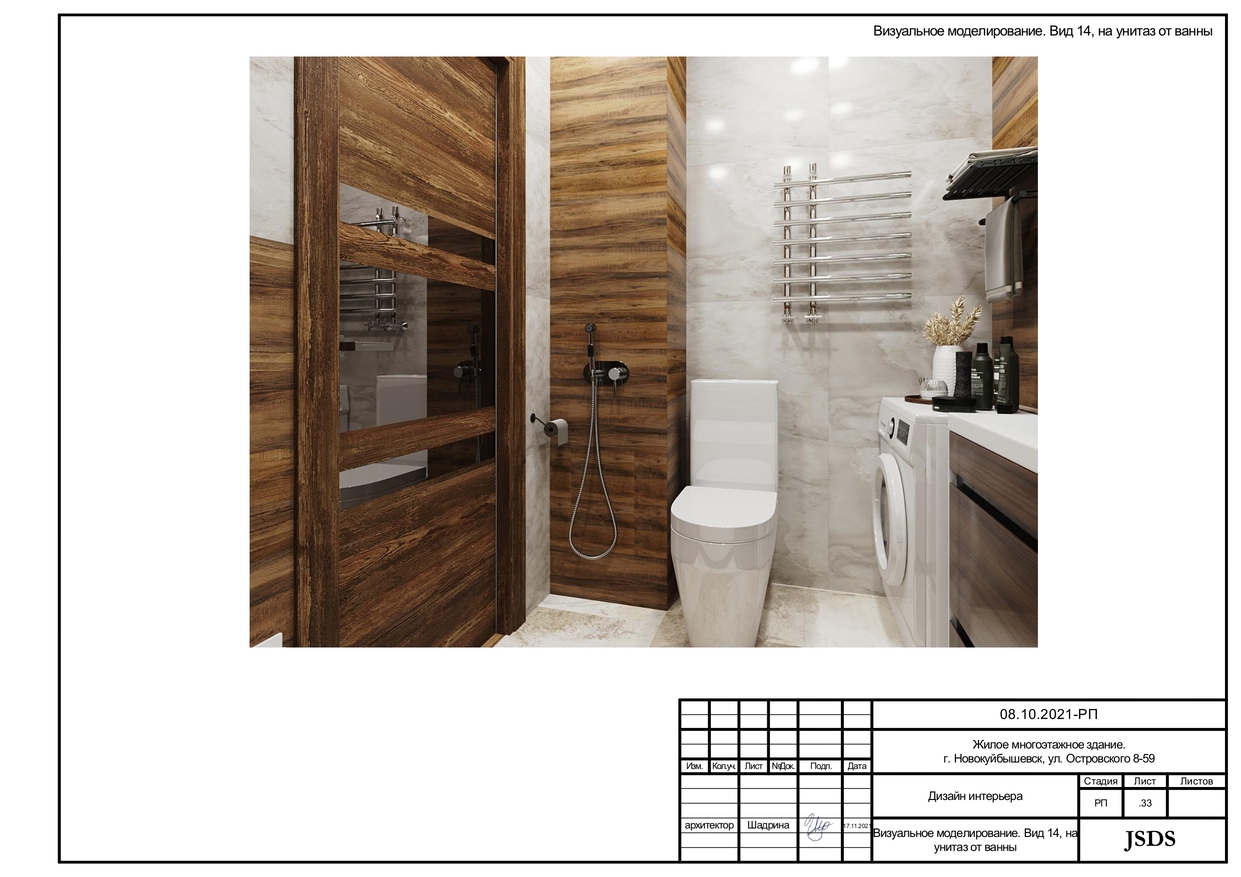 Визуальное моделирование. Вид 14, на унитаз от ванны
08.10.2021-РП
Жилое многоэтажное здание.
г. Новокуйбышевск, ул. Островского 8-59
Изм. Кол.уч. Лист №Док. Подп. Дата
Стадия Лист Листов
Дизайн интерьера
РП .33
архитектор Шадрина 17.11.2021
Визуальное моделирование. Вид 14, на
унитаз от ванны
JSDS